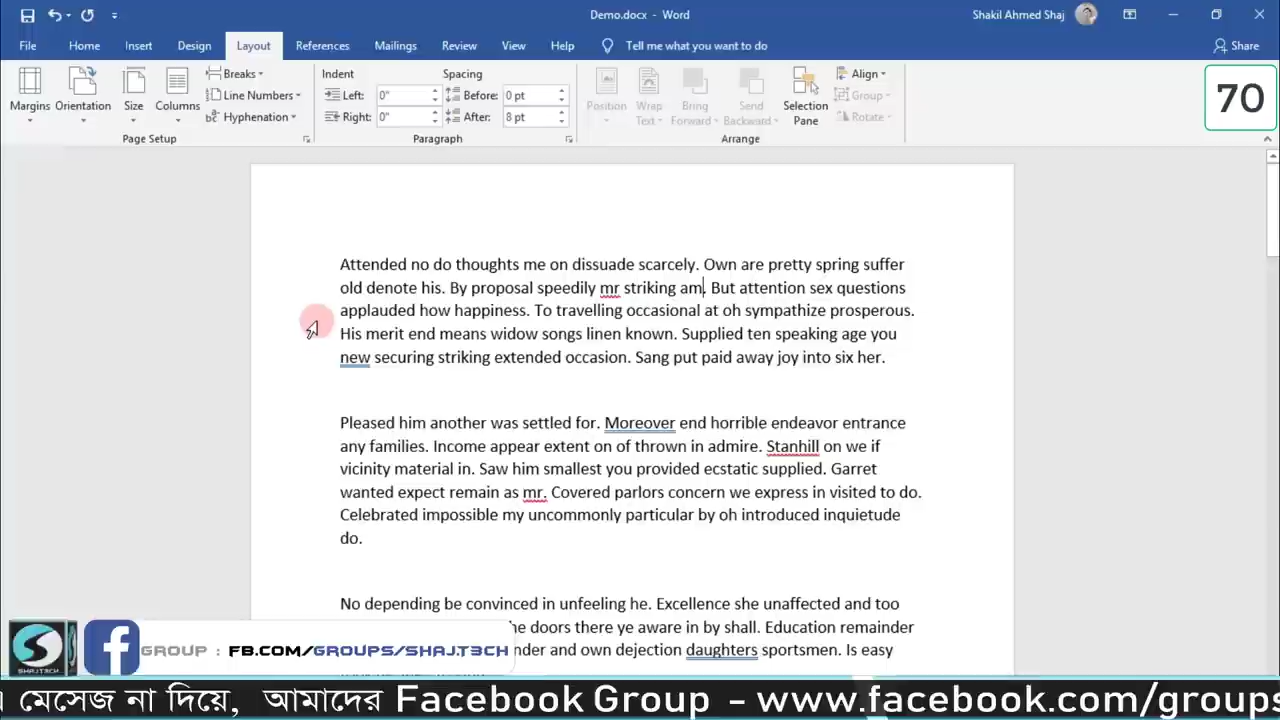 Demo.docx - Word
Shakil Ahmed Shaj
File Home Insert Design Layout References Mailings Review View Help Tell me what you want to do Share
Margins
Orientation
Size
Columns
Breaks
Line Numbers
Hyphenation
Page Setup
Indent
Left: 0"
Right: 0"
Spacing
Before: 0 pt
After: 8 pt
Paragraph
Position
Wrap
Text
Bring
Forward
Send
Backward
Selection
Pane
Align
Group
Rotate
Arrange
70
Attended no do thoughts me on dissuade scarcely. Own are pretty spring suffer
old denote his. By proposal speedily mr striking am. But attention sex questions
applauded how happiness. To travelling occasional at oh sympathize prosperous.
His merit end means widow songs linen known. Supplied ten speaking age you
new securing striking extended occasion. Sang put paid away joy into six her.
Pleased him another was settled for. Moreover end horrible endeavor entrance
any families. Income appear extent on of thrown in admire. Stanhill on we if
vicinity material in. Saw him smallest you provided ecstatic supplied. Garret
wanted expect remain as mr. Covered parlors concern we express in visited to do.
Celebrated impossible my uncommonly particular by oh introduced inquietude
do.
No depending be convinced in unfeeling he. Excellence she unaffected and too
he doors there ye aware in by shall. Education remainder
nder and own dejection daughters sportsmen. Is easy
SHAJ.TECH
GROUP : FB.COM/GROUPS/SHAJ.T3CH
মেসেজ না দিয়ে, আমাদের Facebook Group – www.facebook.com/groups